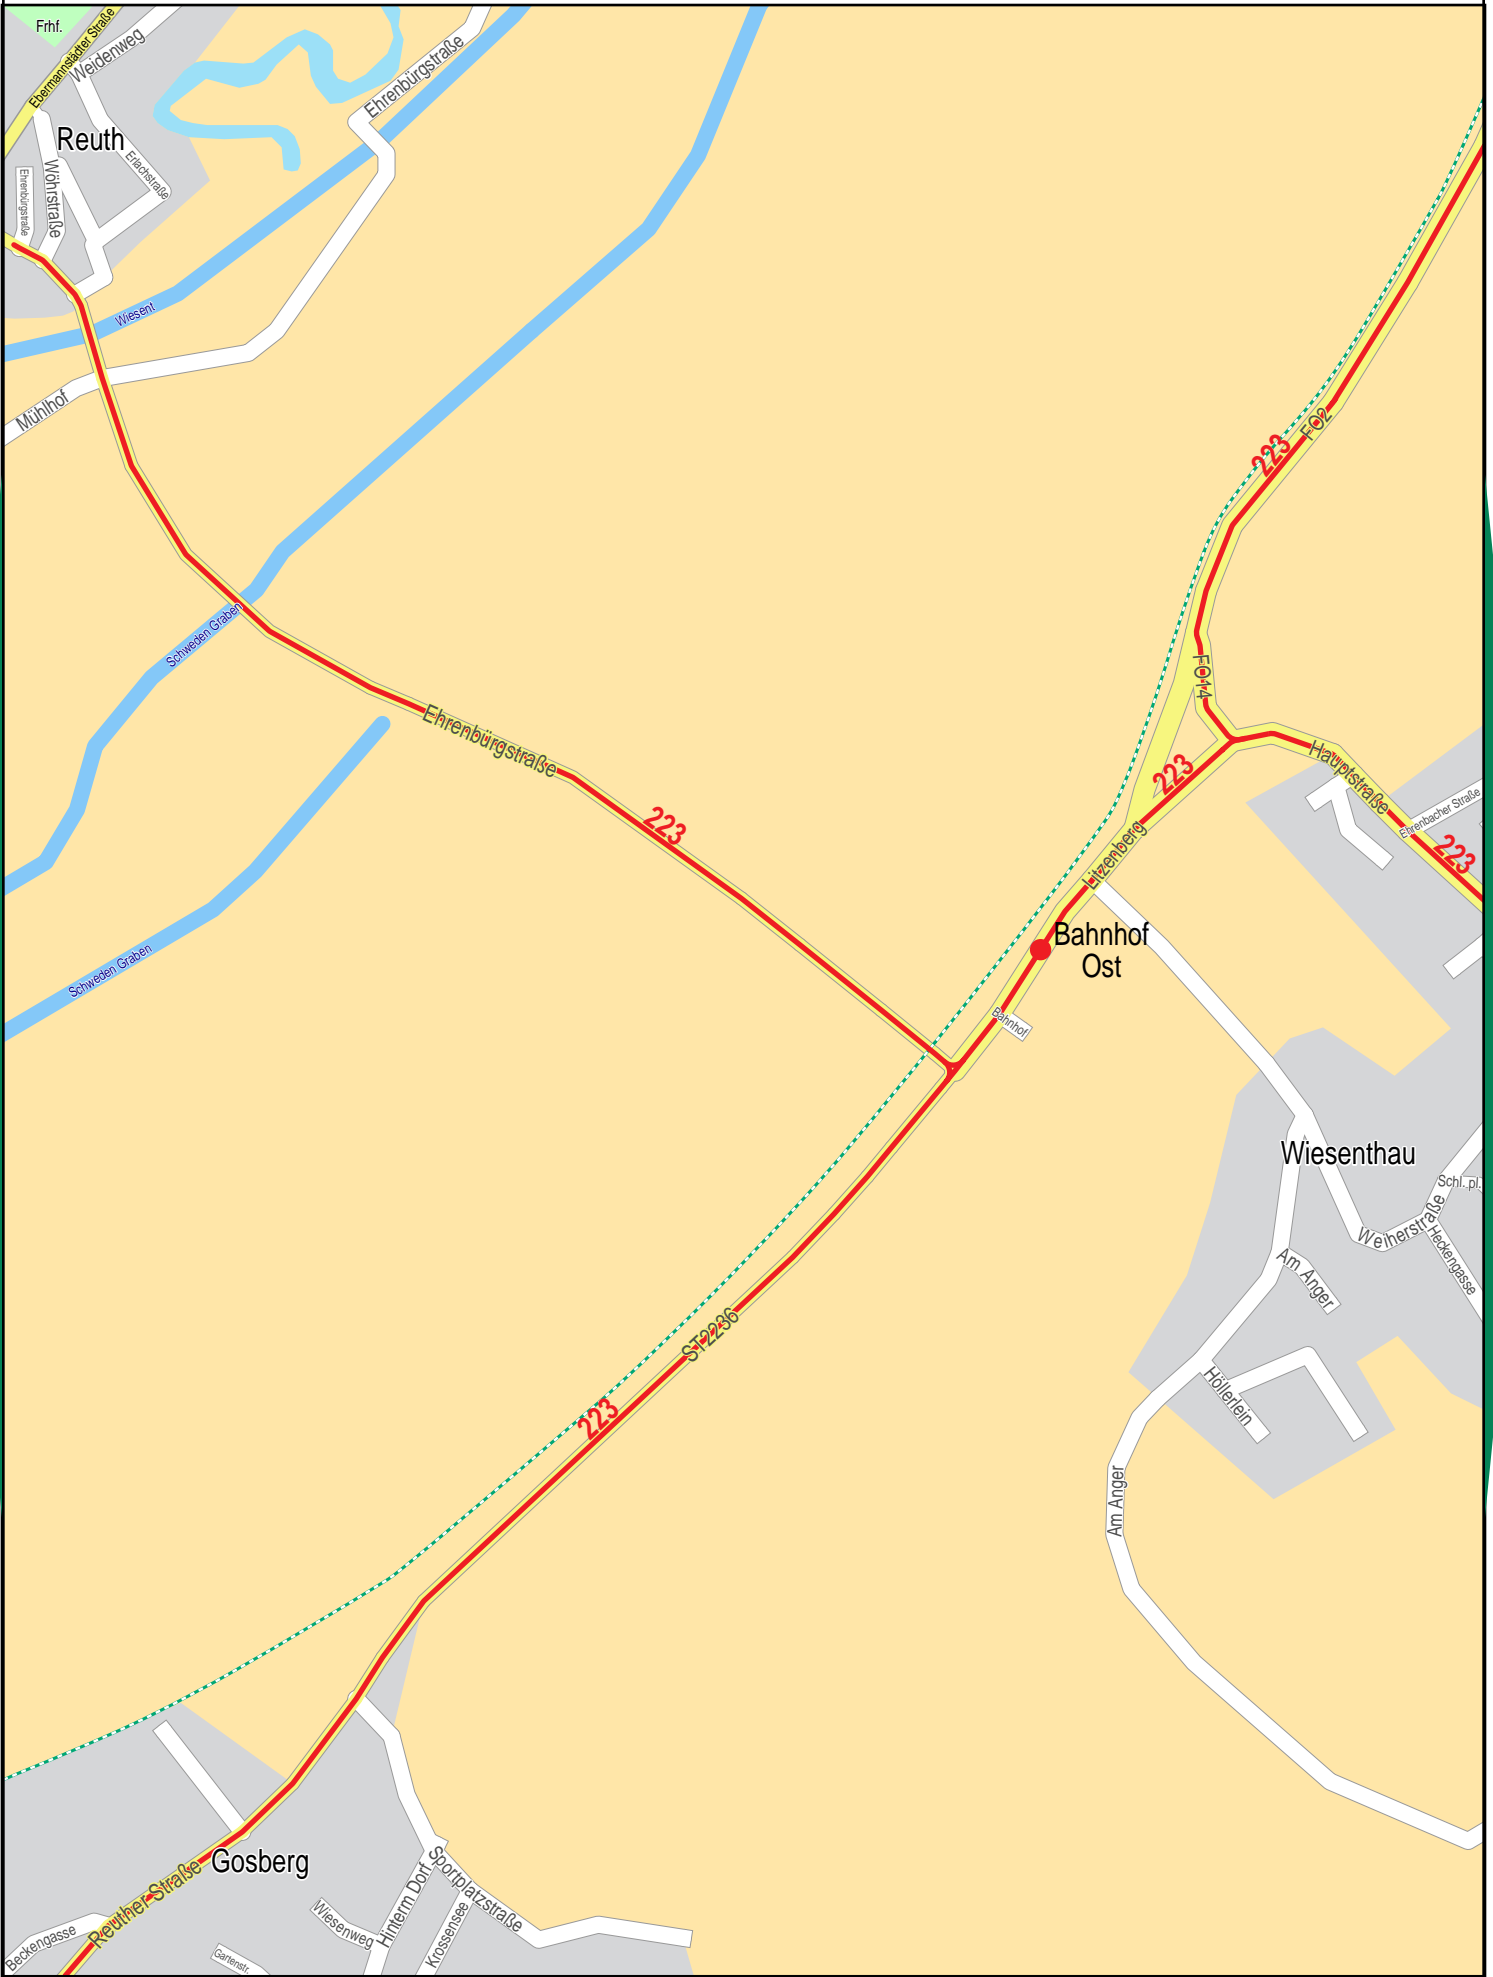 Frhf.
Ebermannstädter Straße
Weidenweg
Ehrenbürgstraße
Reuth
Erlachstraße
Wöhrstraße
Ehrenbürgstraße
Wiesent
Mühlhof
FO2
223
Schweden Graben
FO14
Ehrenbürgstraße
Hauptstraße
223
Ehrenbacher Straße
223
223
Litzenberg
Bahnhof
Ost
Schweden Graben
Bahnhof
Wiesenthau
Schl. pl.
Weiherstraße
Heckengasse
Am Anger
ST2236
223
Höllerlein
Am Anger
Gosberg
Reuther Straße
Sportplatzstraße
Hinterm Dorf
Wiesenweg
Krossensee
Beckengasse
Gartenstr.